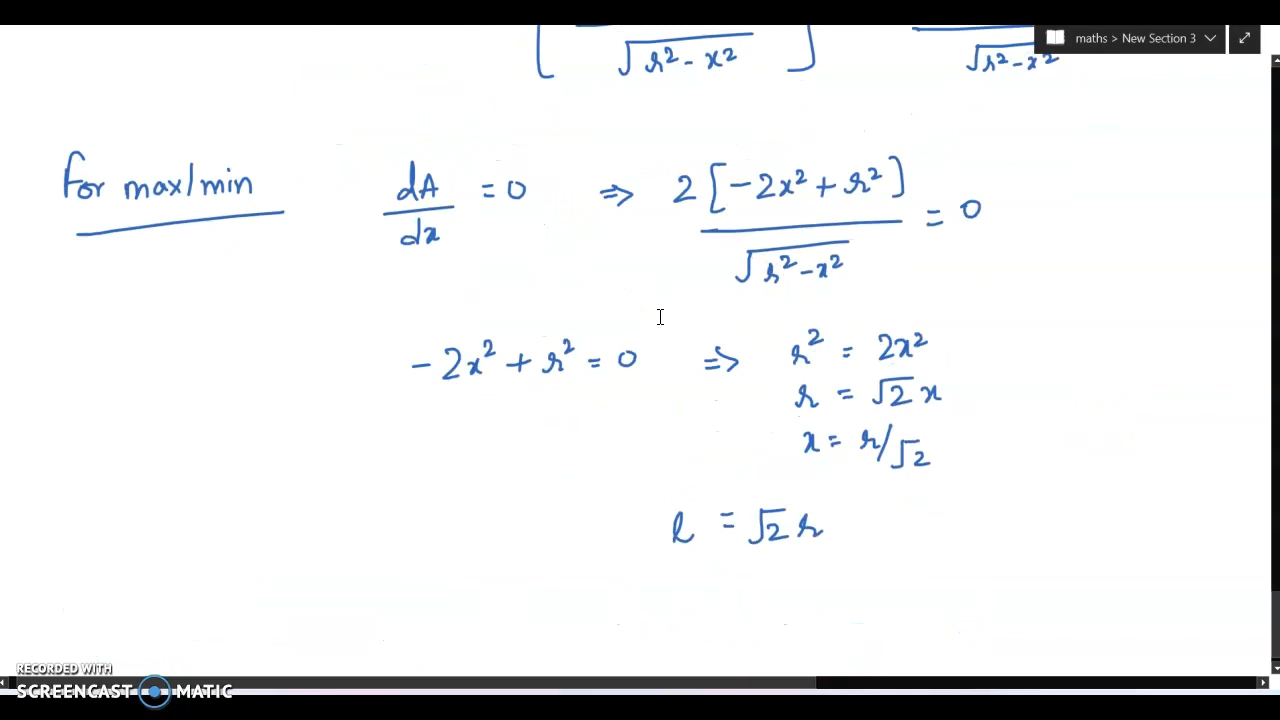 √r² - x²
√r² - x²
maths > New Section 3
For max/min dA/dx = 0 ⇒ 2[-2x² + r²]/√r² - x² = 0
-2x² + r² = 0 ⇒ r² = 2x²
r = √2 x
x = r/√2
l = √2 r
RECORDED WITH
SCREENCAST MATIC